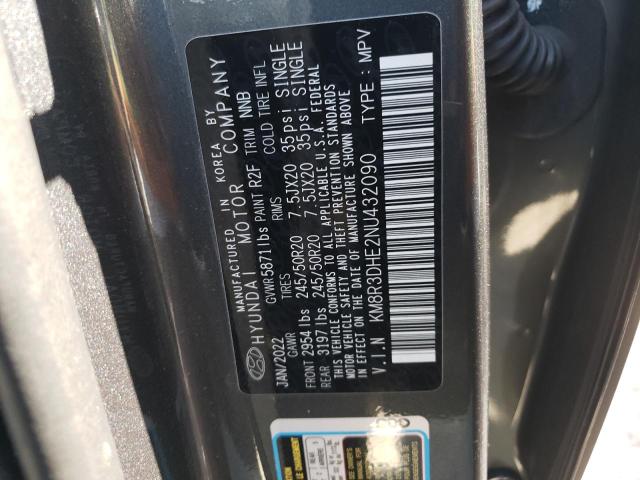 MANUFACTURED IN KOREA BY
HYUNDAI MOTOR COMPANY
JAN/2022 GVWR 5871 lbs PAINT R2F TRIM NNB
GAWR TIRES RIMS COLD TIRE INFL
FRONT 2954 lbs 245/50R20 7.5JX20 35psi SINGLE
REAR 3197 lbs 245/50R20 7.5JX20 35psi SINGLE
THIS VEHICLE CONFORMS TO ALL APPLICABLE U.S.A. FEDERAL
MOTOR VEHICLE SAFETY AND THEFT PREVENTION STANDARDS
IN EFFECT ON THE DATE OF MANUFACTURE SHOWN ABOVE
V.I.N KM8R3DHE2NU432090 TYPE : MPV
LE CHARGEMENT